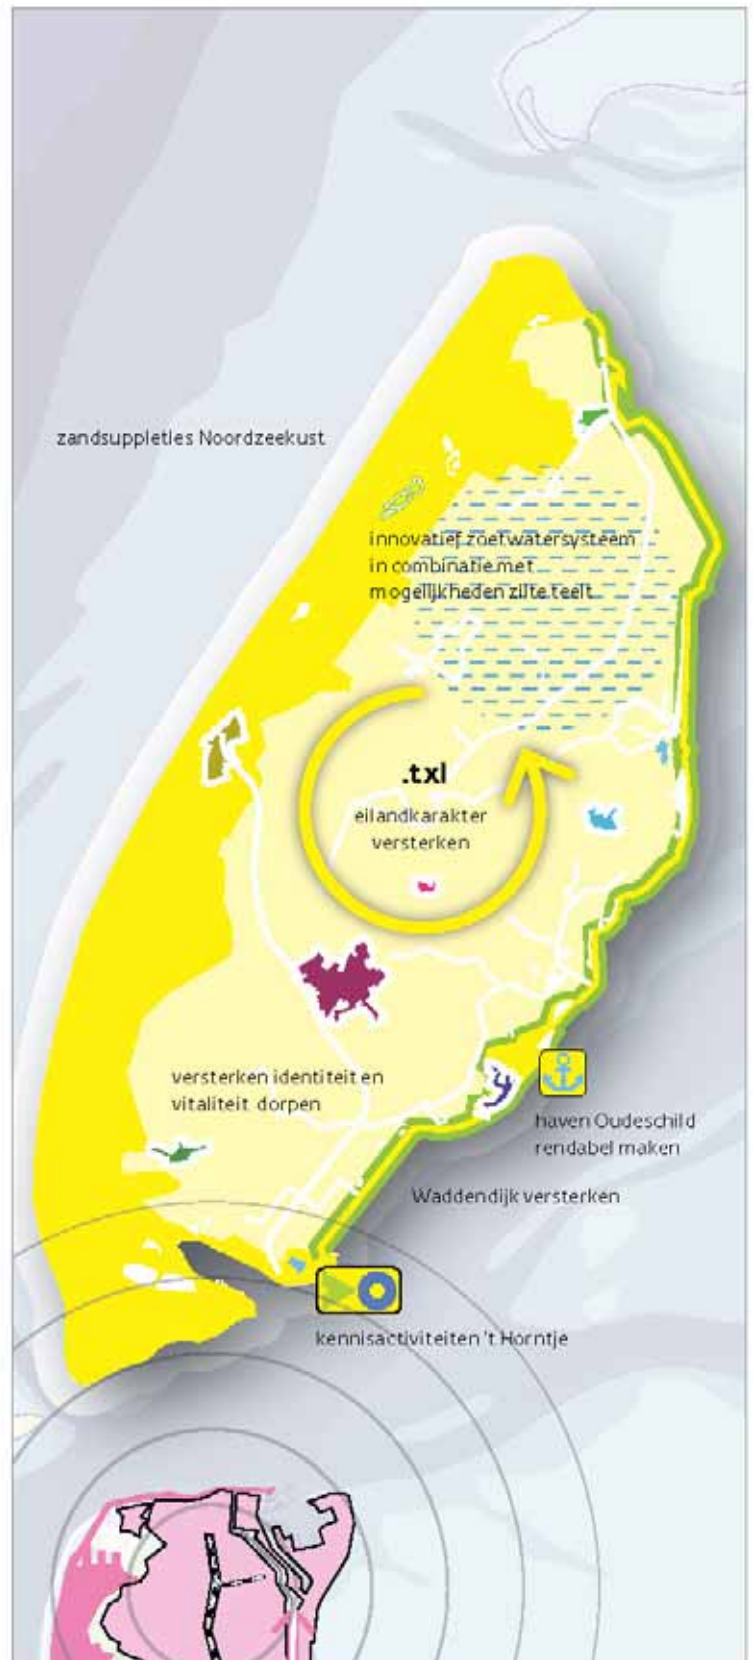 zandsuppleties Noordzeekust
innovatief zoetwatersysteem
in combinatie met
mogelijkheden zilte teelt
.txl
eilandkarakter
versterken
versterken identiteit en
vitaliteit dorpen
haven Oudeschild
rendabel maken
Waddendijk versterken
kennisactiviteiten 't Horntje